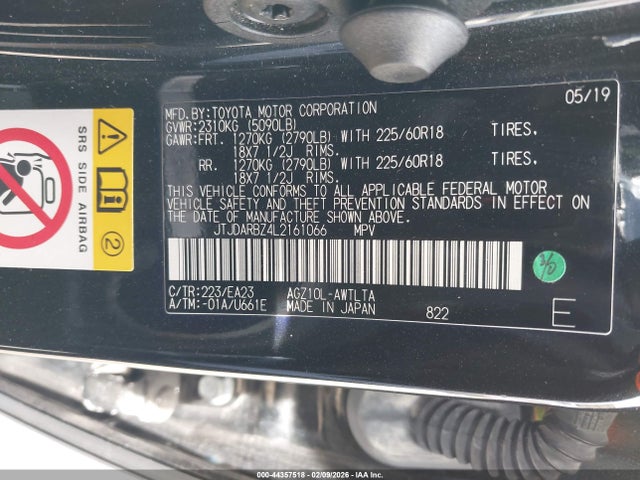 MFD.BY:TOYOTA MOTOR CORPORATION 05/19
GVWR:2310KG (5090LB)
GAWR:FRT. 1270KG (2790LB) WITH 225/60R18 TIRES,
18X7 1/2J RIMS.
RR. 1270KG (2790LB) WITH 225/60R18 TIRES,
18X7 1/2J RIMS.
THIS VEHICLE CONFORMS TO ALL APPLICABLE FEDERAL MOTOR
VEHICLE SAFETY AND THEFT PREVENTION STANDARDS IN EFFECT
ON THE DATE OF MANUFACTURE SHOWN ABOVE.
JTJDARBZ4L2161066 MPV
C/TR:223/EA23 AGZ10L-AWTLTA
A/TM:-01A/U661E MADE IN JAPAN 822 E
SRS SIDE AIRBAG
2
000-44357518 - 02/09/2026 - IAA, Inc.